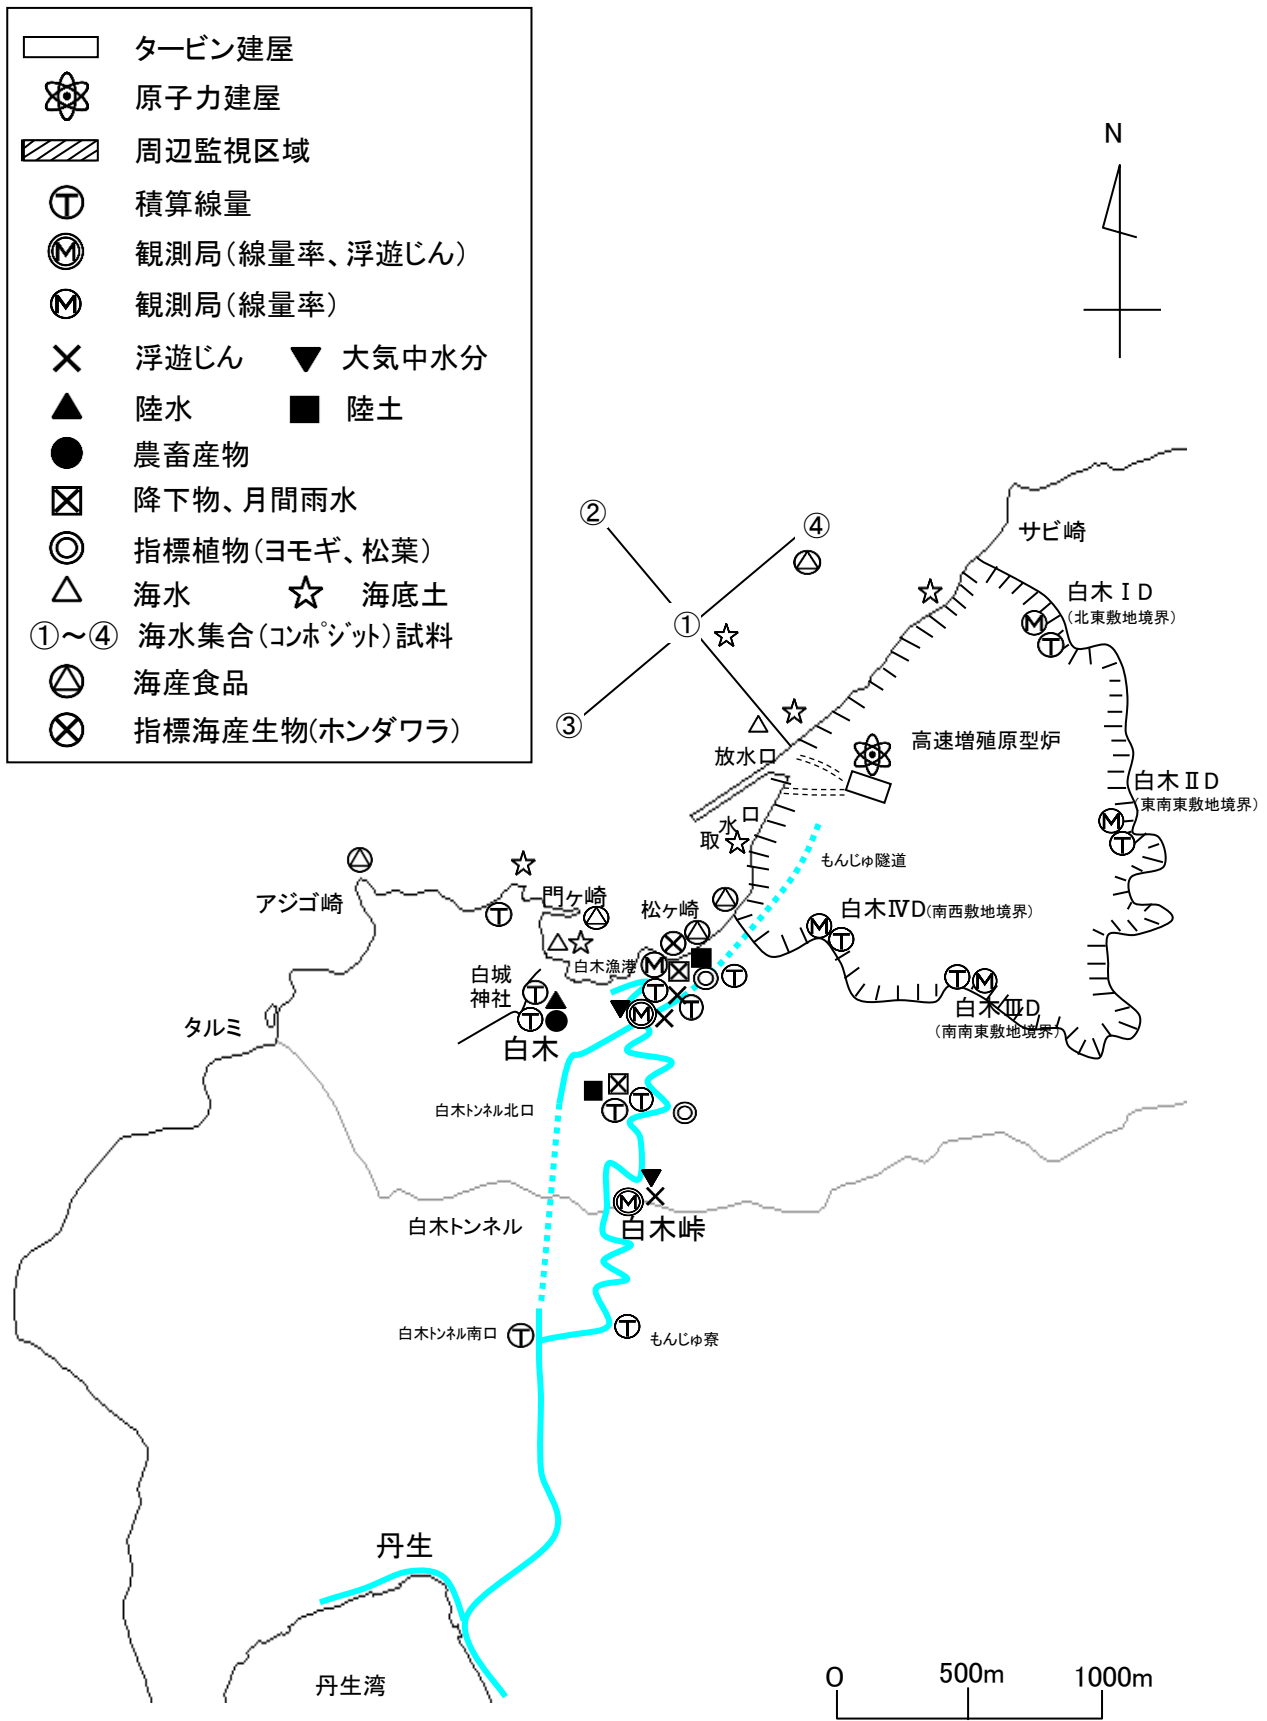 タービン建屋
原子力建屋
周辺監視区域
T 積算線量
M 観測局(線量率、浮遊じん)
M 観測局(線量率)
浮遊じん 大気中水分
陸水 陸土
農畜産物
降下物、月間雨水
指標植物(ヨモギ、松葉)
海水 海底土
①～④ 海水集合(コンポジット)試料
海産食品
指標海産生物(ホンダワラ)
N
②
④
①
③
サビ崎
白木ⅠD
(北東敷地境界)
M
T
高速増殖原型炉
放水口
白木ⅡD
(東南東敷地境界)
M
T
取水口
もんじゅ隧道
アジゴ崎
門ヶ崎
T
松ヶ崎
白木ⅣD(南西敷地境界)
M
T
白木漁港
M
T
T M
白城
神社
T
T
T
T
M
白木ⅢD
(南南東敷地境界)
タルミ
白木
白木トンネル北口
T
T
M
白木トンネル
白木峠
白木トンネル南口
T
T
もんじゅ寮
丹生
丹生湾
0 500m 1000m